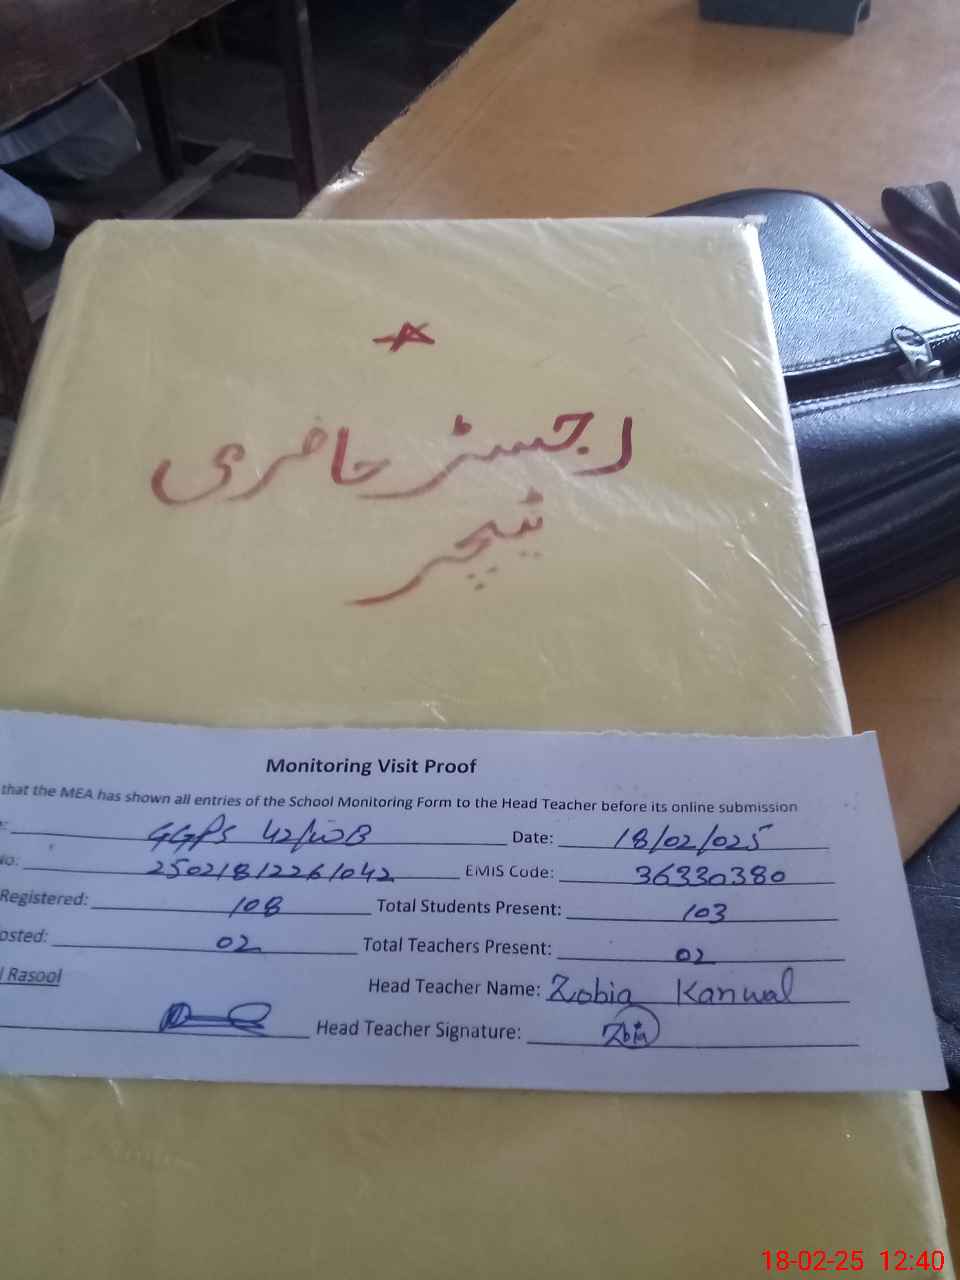 رجسٹر حاضری
ٹیچر
Monitoring Visit Proof
that the MEA has shown all entries of the School Monitoring Form to the Head Teacher before its online submission
GGPS 42/WB Date: 18/02/025
No: 25021812261042 EMIS Code: 36330380
Registered: 108 Total Students Present: 103
osted: 02 Total Teachers Present: 02
l Rasool Head Teacher Name: Zobia Kanwal
Head Teacher Signature: Zobia
18-02-25 12:40